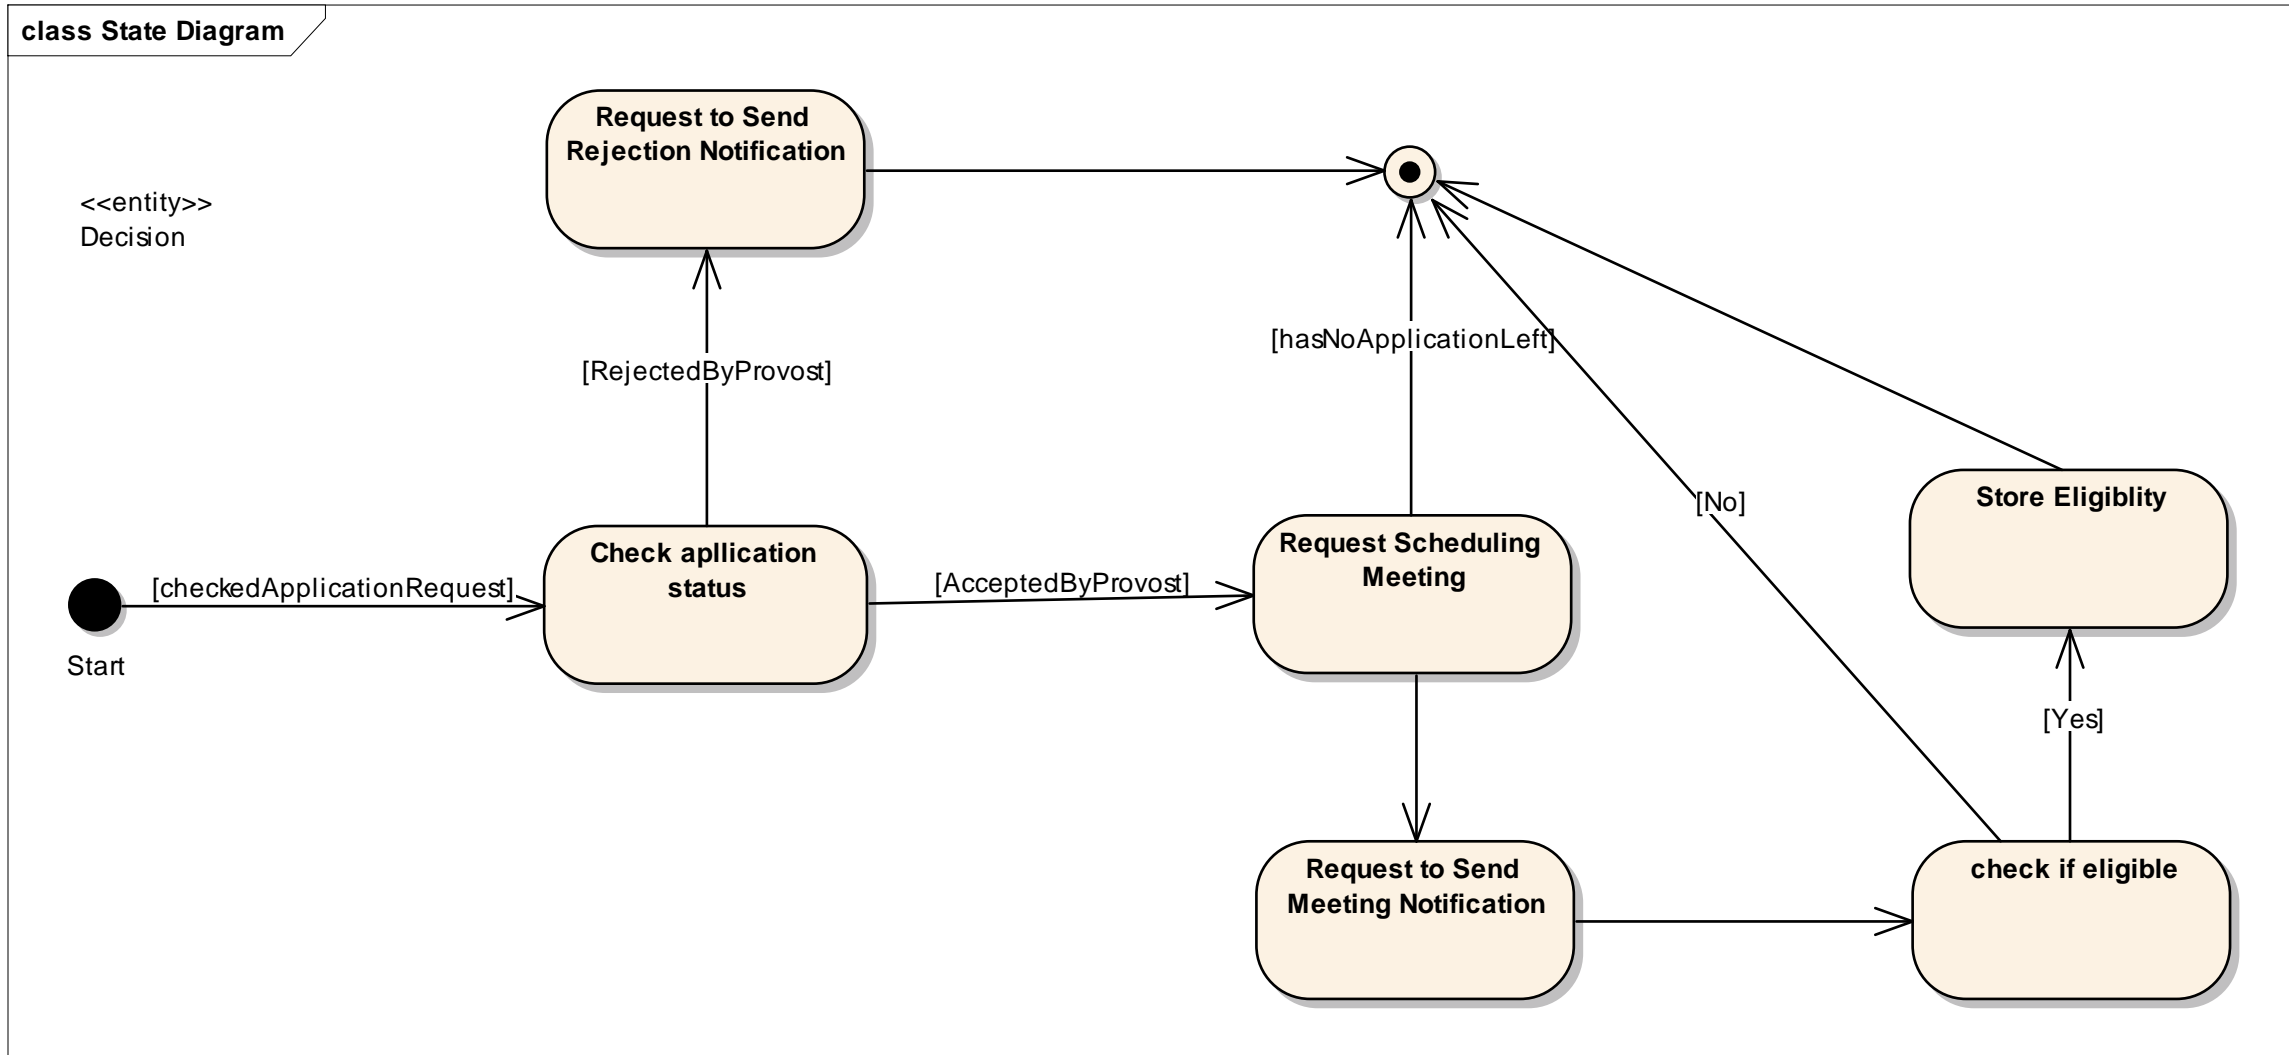 class State Diagram
Request to Send
Rejection Notification
<<entity>>
Decision
[hasNoApplicationLeft]
[RejectedByProvost]
[No]
Store Eligiblity
Check apllication
status
Request Scheduling
Meeting
[checkedApplicationRequest]
[AcceptedByProvost]
Start
[Yes]
Request to Send
Meeting Notification
check if eligible